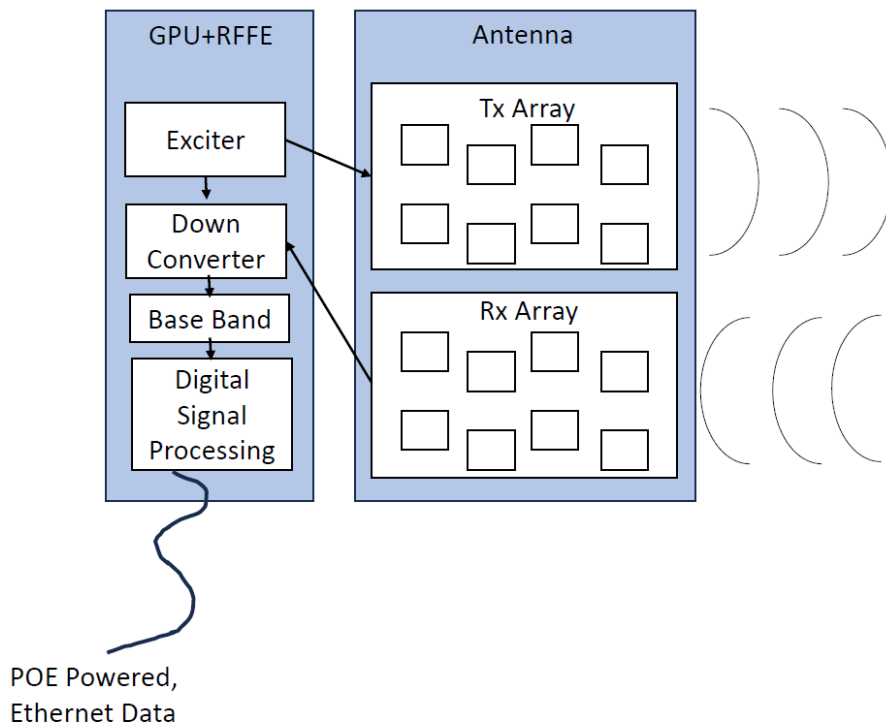 GPU+RFFE
Exciter
Down
Converter
Base Band
Digital
Signal
Processing
POE Powered,
Ethernet Data
Antenna
Tx Array
Rx Array